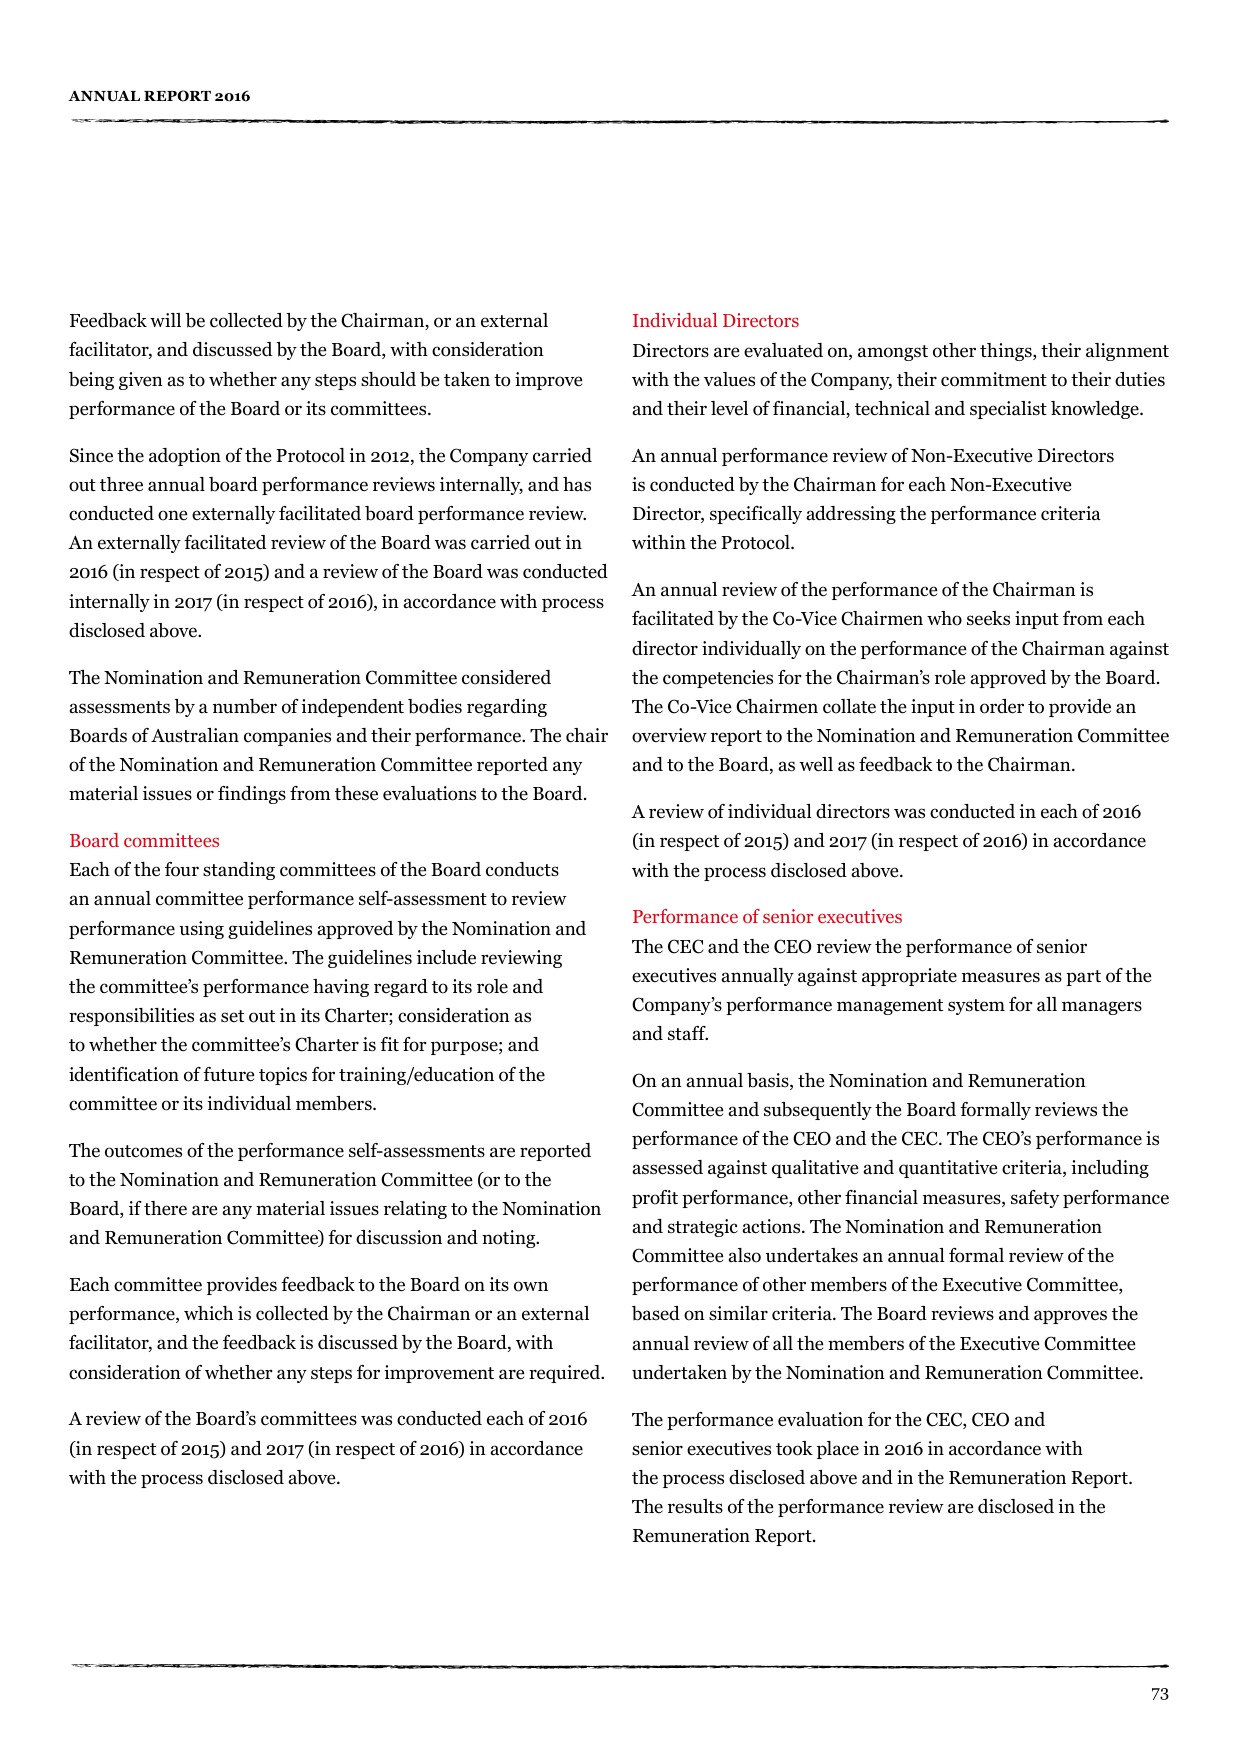 ANNUAL REPORT 2016
Feedback will be collected by the Chairman, or an external
facilitator, and discussed by the Board, with consideration
being given as to whether any steps should be taken to improve
performance of the Board or its committees.
Since the adoption of the Protocol in 2012, the Company carried
out three annual board performance reviews internally, and has
conducted one externally facilitated board performance review.
An externally facilitated review of the Board was carried out in
2016 (in respect of 2015) and a review of the Board was conducted
internally in 2017 (in respect of 2016), in accordance with process
disclosed above.
The Nomination and Remuneration Committee considered
assessments by a number of independent bodies regarding
Boards of Australian companies and their performance. The chair
of the Nomination and Remuneration Committee reported any
material issues or findings from these evaluations to the Board.
Board committees
Each of the four standing committees of the Board conducts
an annual committee performance self-assessment to review
performance using guidelines approved by the Nomination and
Remuneration Committee. The guidelines include reviewing
the committee’s performance having regard to its role and
responsibilities as set out in its Charter; consideration as
to whether the committee’s Charter is fit for purpose; and
identification of future topics for training/education of the
committee or its individual members.
The outcomes of the performance self-assessments are reported
to the Nomination and Remuneration Committee (or to the
Board, if there are any material issues relating to the Nomination
and Remuneration Committee) for discussion and noting.
Each committee provides feedback to the Board on its own
performance, which is collected by the Chairman or an external
facilitator, and the feedback is discussed by the Board, with
consideration of whether any steps for improvement are required.
A review of the Board’s committees was conducted each of 2016
(in respect of 2015) and 2017 (in respect of 2016) in accordance
with the process disclosed above.
Individual Directors
Directors are evaluated on, amongst other things, their alignment
with the values of the Company, their commitment to their duties
and their level of financial, technical and specialist knowledge.
An annual performance review of Non-Executive Directors
is conducted by the Chairman for each Non-Executive
Director, specifically addressing the performance criteria
within the Protocol.
An annual review of the performance of the Chairman is
facilitated by the Co-Vice Chairmen who seeks input from each
director individually on the performance of the Chairman against
the competencies for the Chairman’s role approved by the Board.
The Co-Vice Chairmen collate the input in order to provide an
overview report to the Nomination and Remuneration Committee
and to the Board, as well as feedback to the Chairman.
A review of individual directors was conducted in each of 2016
(in respect of 2015) and 2017 (in respect of 2016) in accordance
with the process disclosed above.
Performance of senior executives
The CEC and the CEO review the performance of senior
executives annually against appropriate measures as part of the
Company’s performance management system for all managers
and staff.
On an annual basis, the Nomination and Remuneration
Committee and subsequently the Board formally reviews the
performance of the CEO and the CEC. The CEO’s performance is
assessed against qualitative and quantitative criteria, including
profit performance, other financial measures, safety performance
and strategic actions. The Nomination and Remuneration
Committee also undertakes an annual formal review of the
performance of other members of the Executive Committee,
based on similar criteria. The Board reviews and approves the
annual review of all the members of the Executive Committee
undertaken by the Nomination and Remuneration Committee.
The performance evaluation for the CEC, CEO and
senior executives took place in 2016 in accordance with
the process disclosed above and in the Remuneration Report.
The results of the performance review are disclosed in the
Remuneration Report.
73